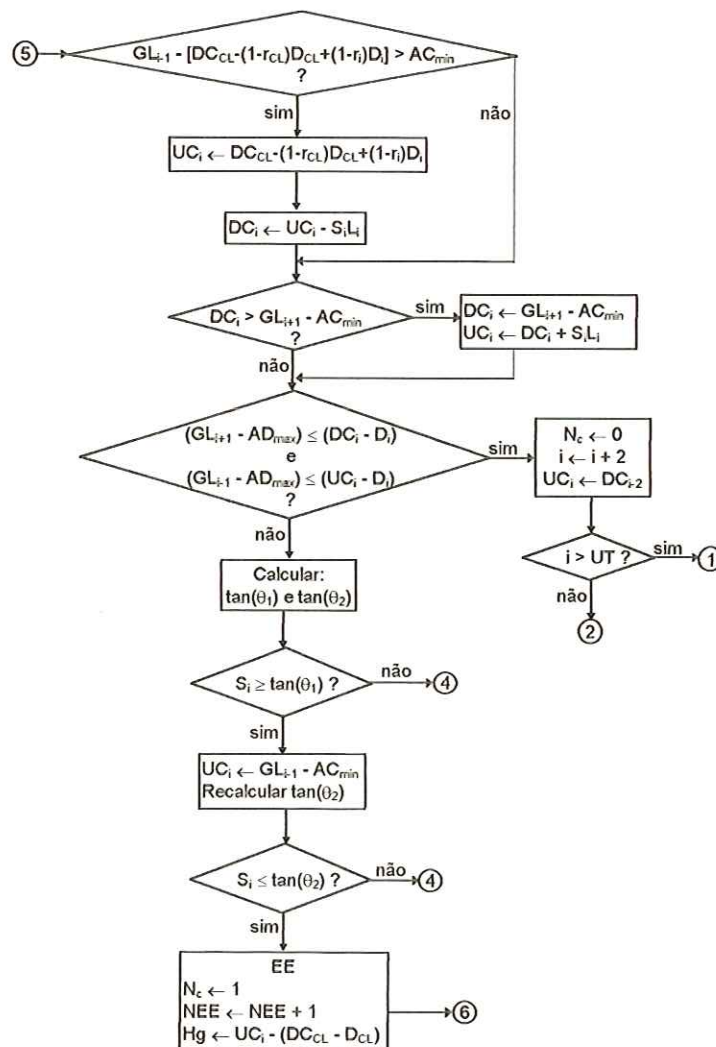 ⑤
GLi-1 - [DCCL-(1-rCL)DCL+(1-ri)Di] > ACmin
?
sim
não
UCi ← DCCL-(1-rCL)DCL+(1-ri)Di
DCi ← UCi - SiLi
DCi > GLi+1 - ACmin
?
sim
DCi ← GLi+1 - ACmin
UCi ← DCi + SiLi
não
(GLi+1 - ADmax) ≤ (DCi - Di)
e
(GLi-1 - ADmax) ≤ (UCi - Di)
?
sim
Nc ← 0
i ← i + 2
UCi ← DCi-2
não
i > UT ?
sim
①
não
②
Calcular:
tan(θ1) e tan(θ2)
Si ≥ tan(θ1) ?
não
④
sim
UCi ← GLi-1 - ACmin
Recalcular tan(θ2)
Si ≤ tan(θ2) ?
não
④
sim
EE
Nc ← 1
NEE ← NEE + 1
Hg ← UCi - (DCCL - DCL)
⑥